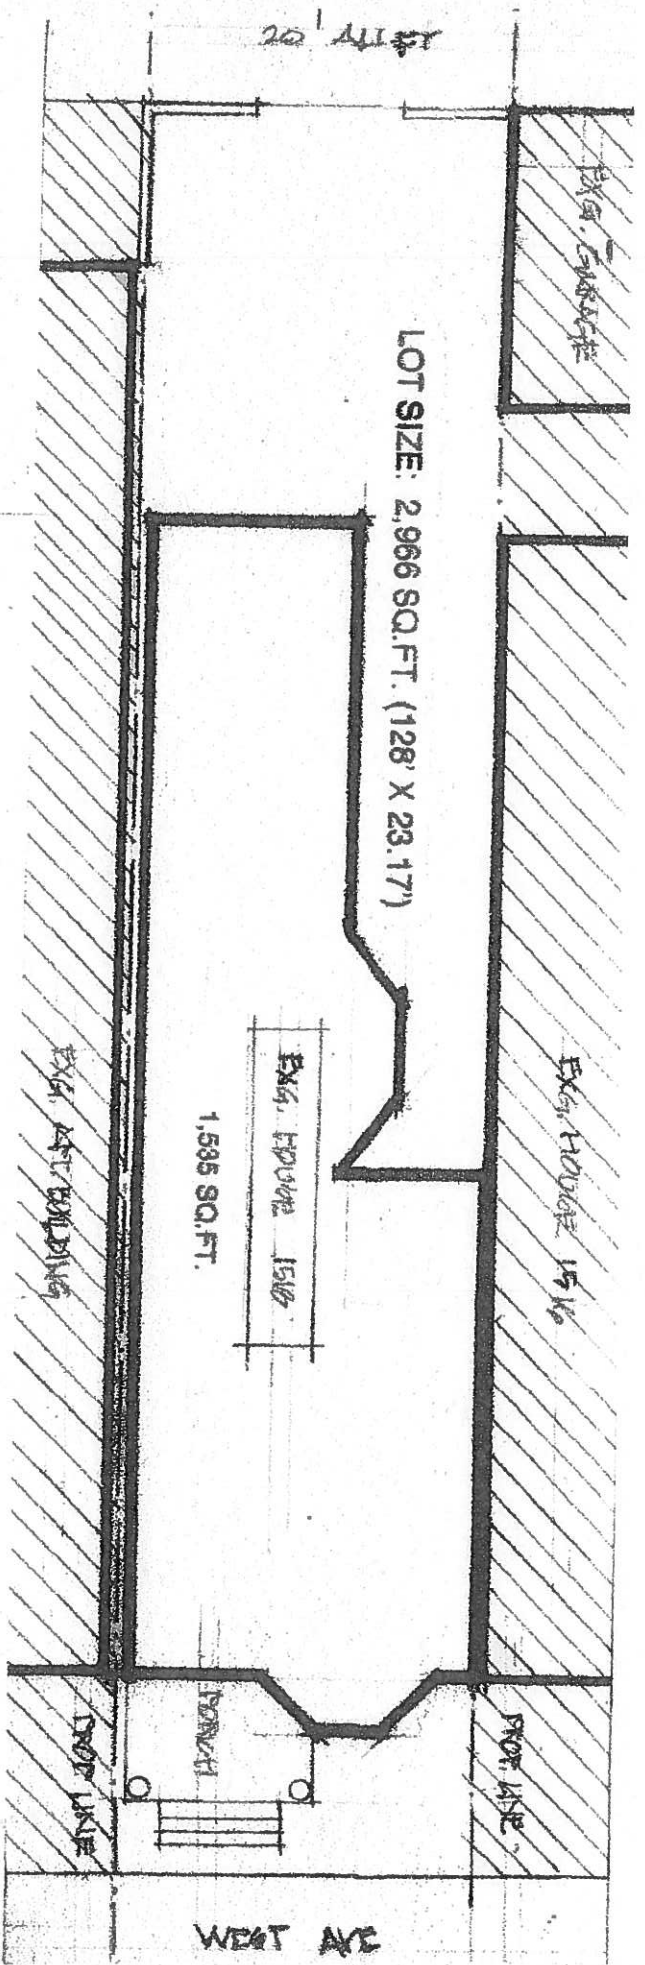 20' ALLEY
EXG. GARAGE
LOT SIZE: 2,966 SQ.FT. (128' X 23.17')
EXG. HOUSE 1516
EXG. HOUSE 1518
1,535 SQ.FT.
EXG. APT. BUILDING
PORCH
PROP. LINE
PROP. LINE
WEST AVE